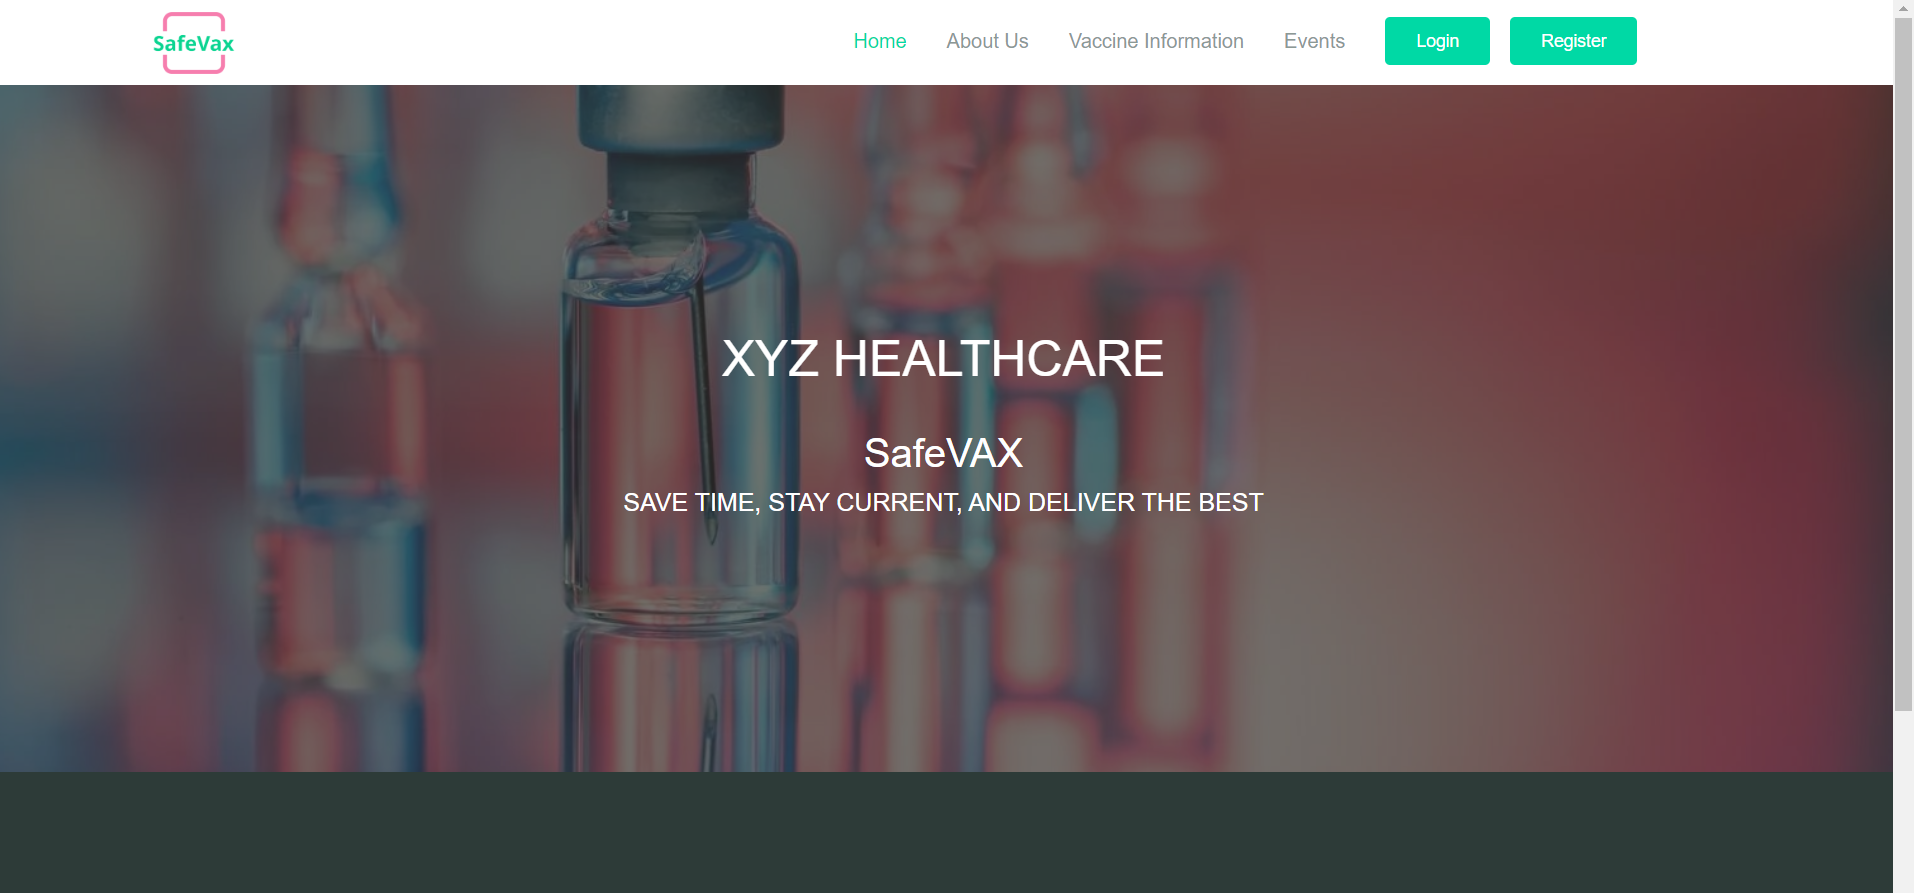 SafeVax
Home About Us Vaccine Information Events Login Register
XYZ HEALTHCARE
SafeVAX
SAVE TIME, STAY CURRENT, AND DELIVER THE BEST